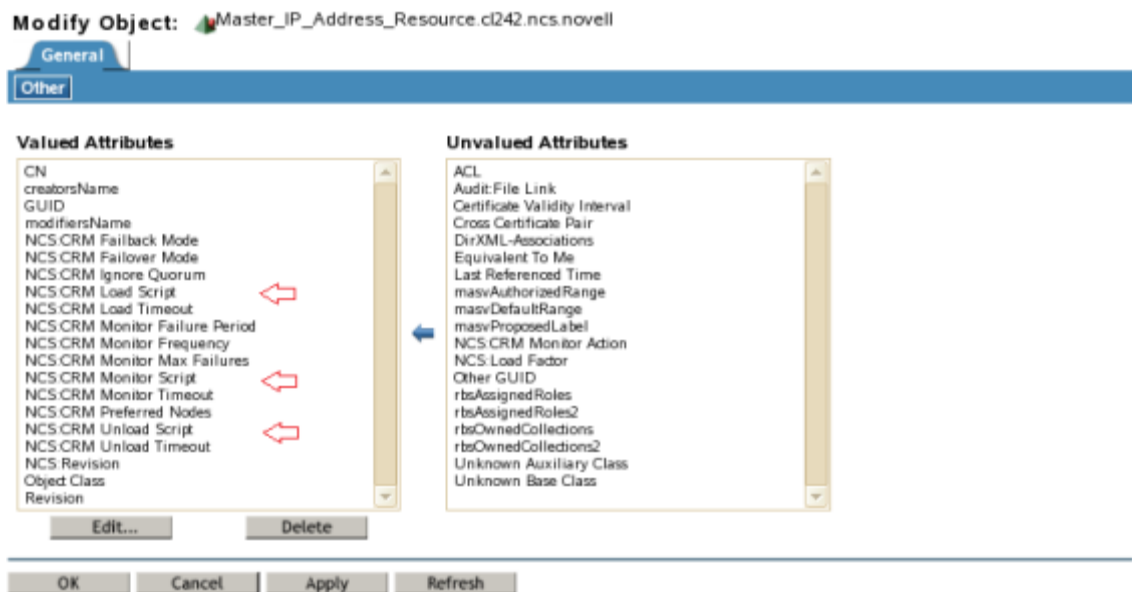 Modify Object: Master_IP_Address_Resource.cl242.ncs.novell
General
Other
Valued Attributes
CN
creatorsName
GUID
modifiersName
NCS:CRM Failback Mode
NCS:CRM Failover Mode
NCS:CRM Ignore Quorum
NCS:CRM Load Script
NCS:CRM Load Timeout
NCS:CRM Monitor Failure Period
NCS:CRM Monitor Frequency
NCS:CRM Monitor Max Failures
NCS:CRM Monitor Script
NCS:CRM Monitor Timeout
NCS:CRM Preferred Nodes
NCS:CRM Unload Script
NCS:CRM Unload Timeout
NCS:Revision
Object Class
Revision
Edit...
Delete
Unvalued Attributes
ACL
Audit:File Link
Certificate Validity Interval
Cross Certificate Pair
DirXML-Associations
Equivalent To Me
Last Referenced Time
masvAuthorizedRange
masvDefaultRange
masvProposedLabel
NCS:CRM Monitor Action
NCS:Load Factor
Other GUID
rbsAssignedRoles
rbsAssignedRoles2
rbsOwnedCollections
rbsOwnedCollections2
Unknown Auxiliary Class
Unknown Base Class
OK
Cancel
Apply
Refresh